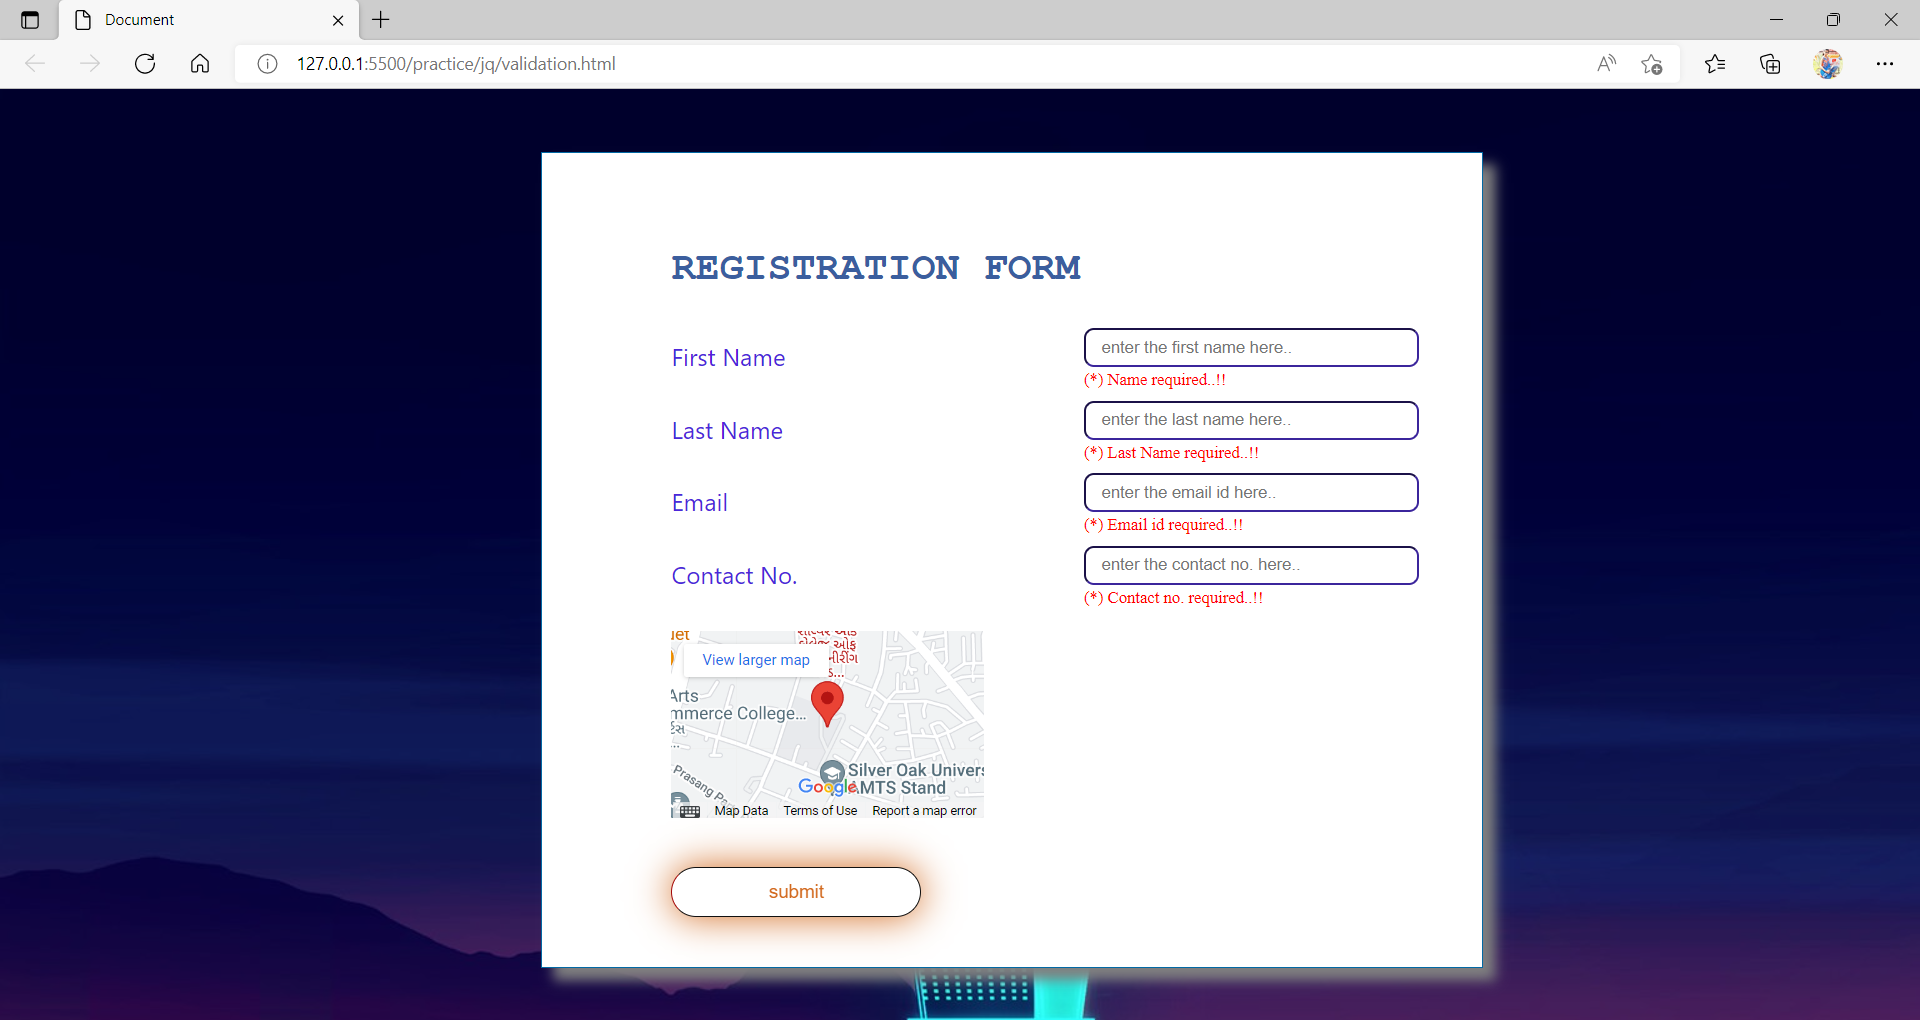 Document
127.0.0.1:5500/practice/jq/validation.html
REGISTRATION FORM
First Name
enter the first name here..
(*) Name required..!!
Last Name
enter the last name here..
(*) Last Name required..!!
Email
enter the email id here..
(*) Email id required..!!
Contact No.
enter the contact no. here..
(*) Contact no. required..!!
View larger map
Arts
mmerce College...
Prasang
Silver Oak Univers
Google
AMTS Stand
Map Data Terms of Use Report a map error
submit